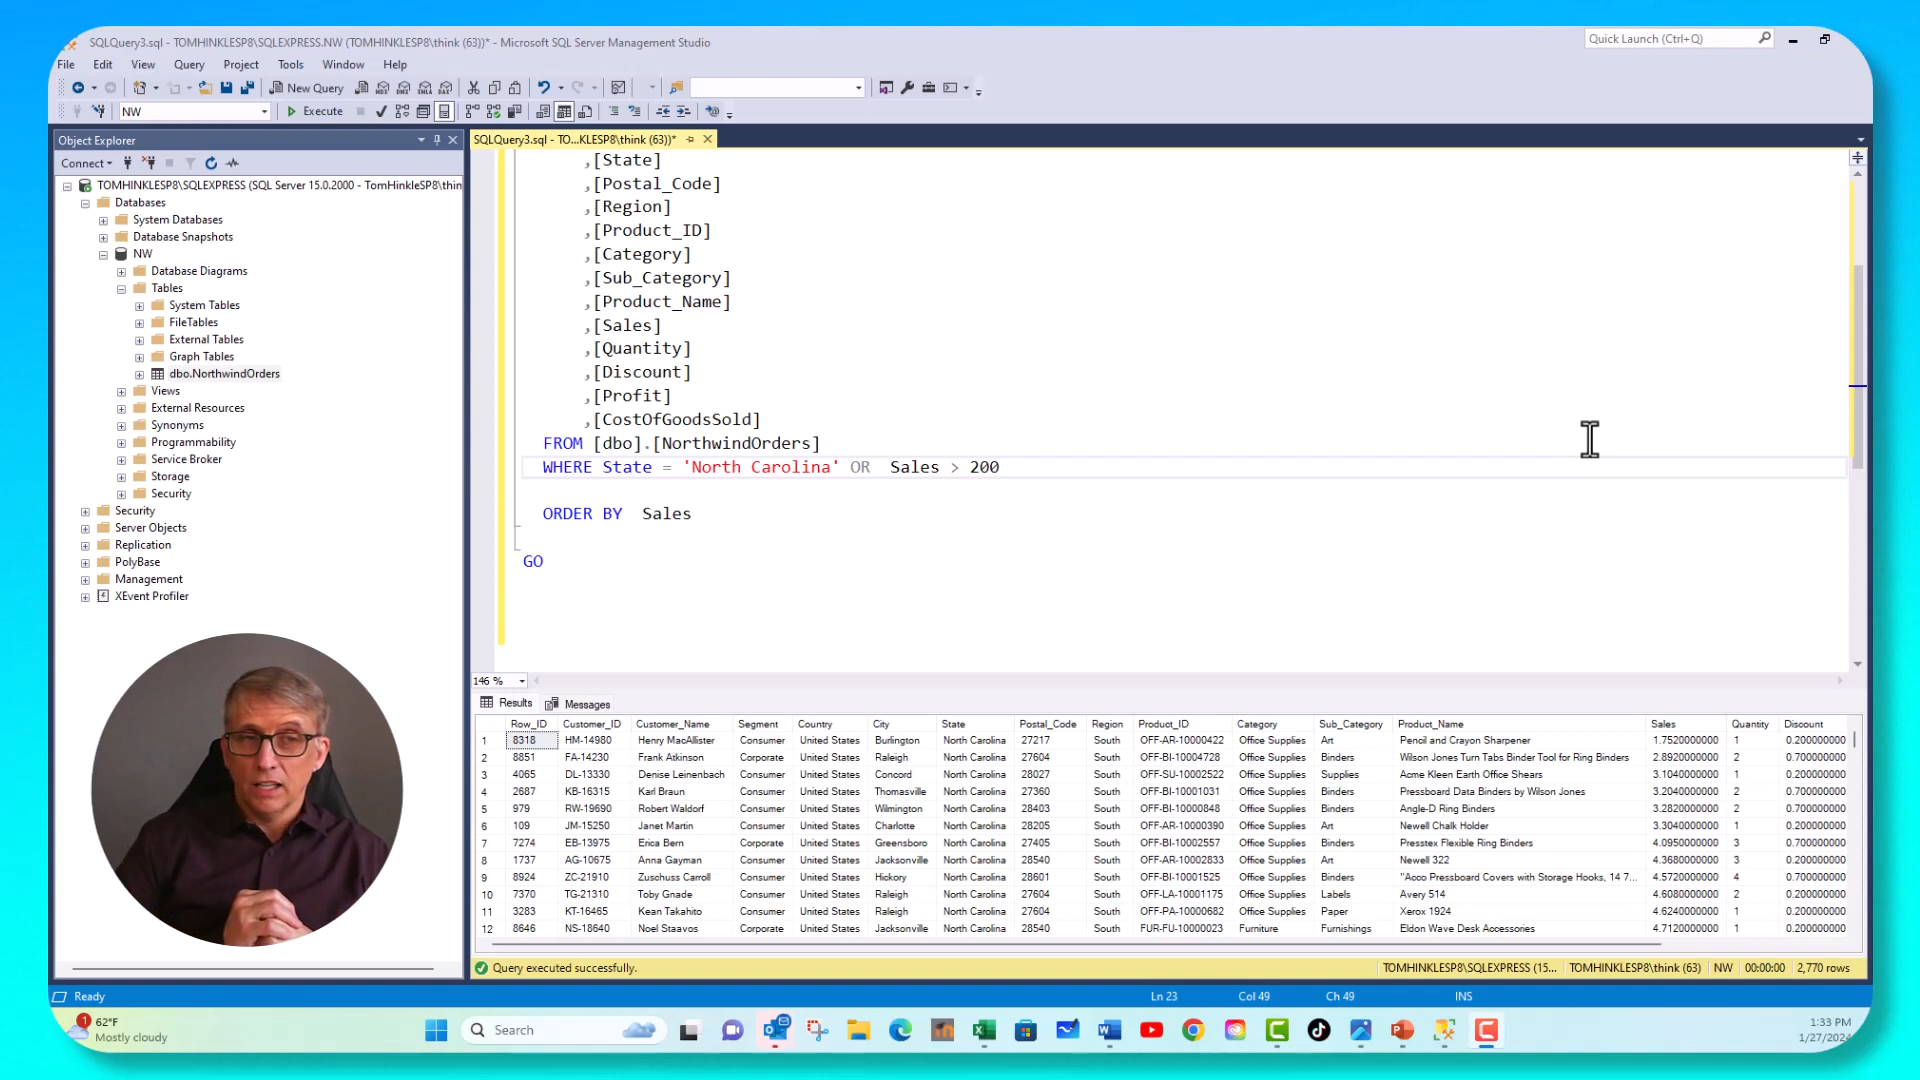 SQLQuery3.sql - TOMHINKLESP8\SQLEXPRESS.NW (TOMHINKLESP8\think (63))* - Microsoft SQL Server Management Studio
Quick Launch (Ctrl+Q)
File Edit View Query Project Tools Window Help
New Query
NW
Execute
Object Explorer
Connect
TOMHINKLESP8\SQLEXPRESS (SQL Server 15.0.2000 - TomHinkleSP8\thin
Databases
System Databases
Database Snapshots
NW
Database Diagrams
Tables
System Tables
FileTables
External Tables
Graph Tables
dbo.NorthwindOrders
Views
External Resources
Synonyms
Programmability
Service Broker
Storage
Security
Security
Server Objects
Replication
PolyBase
Management
XEvent Profiler
SQLQuery3.sql - TO...KLESP8\think (63))*
,[State]
,[Postal_Code]
,[Region]
,[Product_ID]
,[Category]
,[Sub_Category]
,[Product_Name]
,[Sales]
,[Quantity]
,[Discount]
,[Profit]
,[CostOfGoodsSold]
FROM [dbo].[NorthwindOrders]
WHERE State = 'North Carolina' OR Sales > 200
ORDER BY Sales
GO
146 %
Results Messages
Row_ID Customer_ID Customer_Name Segment Country City State Postal_Code Region Product_ID Category Sub_Category Product_Name Sales Quantity Discount
1 8318 HM-14980 Henry MacAllister Consumer United States Burlington North Carolina 27217 South OFF-AR-10000422 Office Supplies Art Pencil and Crayon Sharpener 1.7520000000 1 0.200000000
2 8851 FA-14230 Frank Atkinson Corporate United States Raleigh North Carolina 27604 South OFF-BI-10004728 Office Supplies Binders Wilson Jones Turn Tabs Binder Tool for Ring Binders 2.8920000000 2 0.700000000
3 4065 DL-13330 Denise Leinenbach Consumer United States Concord North Carolina 28027 South OFF-SU-10002522 Office Supplies Supplies Acme Kleen Earth Office Shears 3.1040000000 1 0.200000000
4 2687 KB-16315 Karl Braun Consumer United States Thomasville North Carolina 27360 South OFF-BI-10001031 Office Supplies Binders Pressboard Data Binders by Wilson Jones 3.2040000000 2 0.700000000
5 979 RW-19690 Robert Waldorf Consumer United States Wilmington North Carolina 28403 South OFF-BI-10000848 Office Supplies Binders Angle-D Ring Binders 3.2820000000 2 0.700000000
6 109 JM-15250 Janet Martin Consumer United States Charlotte North Carolina 28205 South OFF-AR-10000390 Office Supplies Art Newell Chalk Holder 3.3040000000 1 0.200000000
7 7274 EB-13975 Erica Bern Corporate United States Greensboro North Carolina 27405 South OFF-BI-10002557 Office Supplies Binders Presstex Flexible Ring Binders 4.0950000000 3 0.700000000
8 1737 AG-10675 Anna Gayman Consumer United States Jacksonville North Carolina 28540 South OFF-AR-10002833 Office Supplies Art Newell 322 4.3680000000 3 0.200000000
9 8924 ZC-21910 Zuschuss Carroll Consumer United States Hickory North Carolina 28601 South OFF-BI-10001525 Office Supplies Binders "Acco Pressboard Covers with Storage Hooks, 14 7... 4.5720000000 4 0.700000000
10 7370 TG-21310 Toby Gnade Consumer United States Raleigh North Carolina 27604 South OFF-LA-10001175 Office Supplies Labels Avery 514 4.6080000000 2 0.200000000
11 3283 KT-16465 Kean Takahito Consumer United States Raleigh North Carolina 27604 South OFF-PA-10000682 Office Supplies Paper Xerox 1924 4.6240000000 1 0.200000000
12 8646 NS-18640 Noel Staavos Corporate United States Jacksonville North Carolina 28540 South FUR-FU-10000023 Furniture Furnishings Eldon Wave Desk Accessories 4.7120000000 1 0.200000000
Query executed successfully. TOMHINKLESP8\SQLEXPRESS (15... TOMHINKLESP8\think (63) NW 00:00:00 2,770 rows
Ready Ln 23 Col 49 Ch 49 INS
1
62°F
Mostly cloudy
Search
1:33 PM
1/27/202